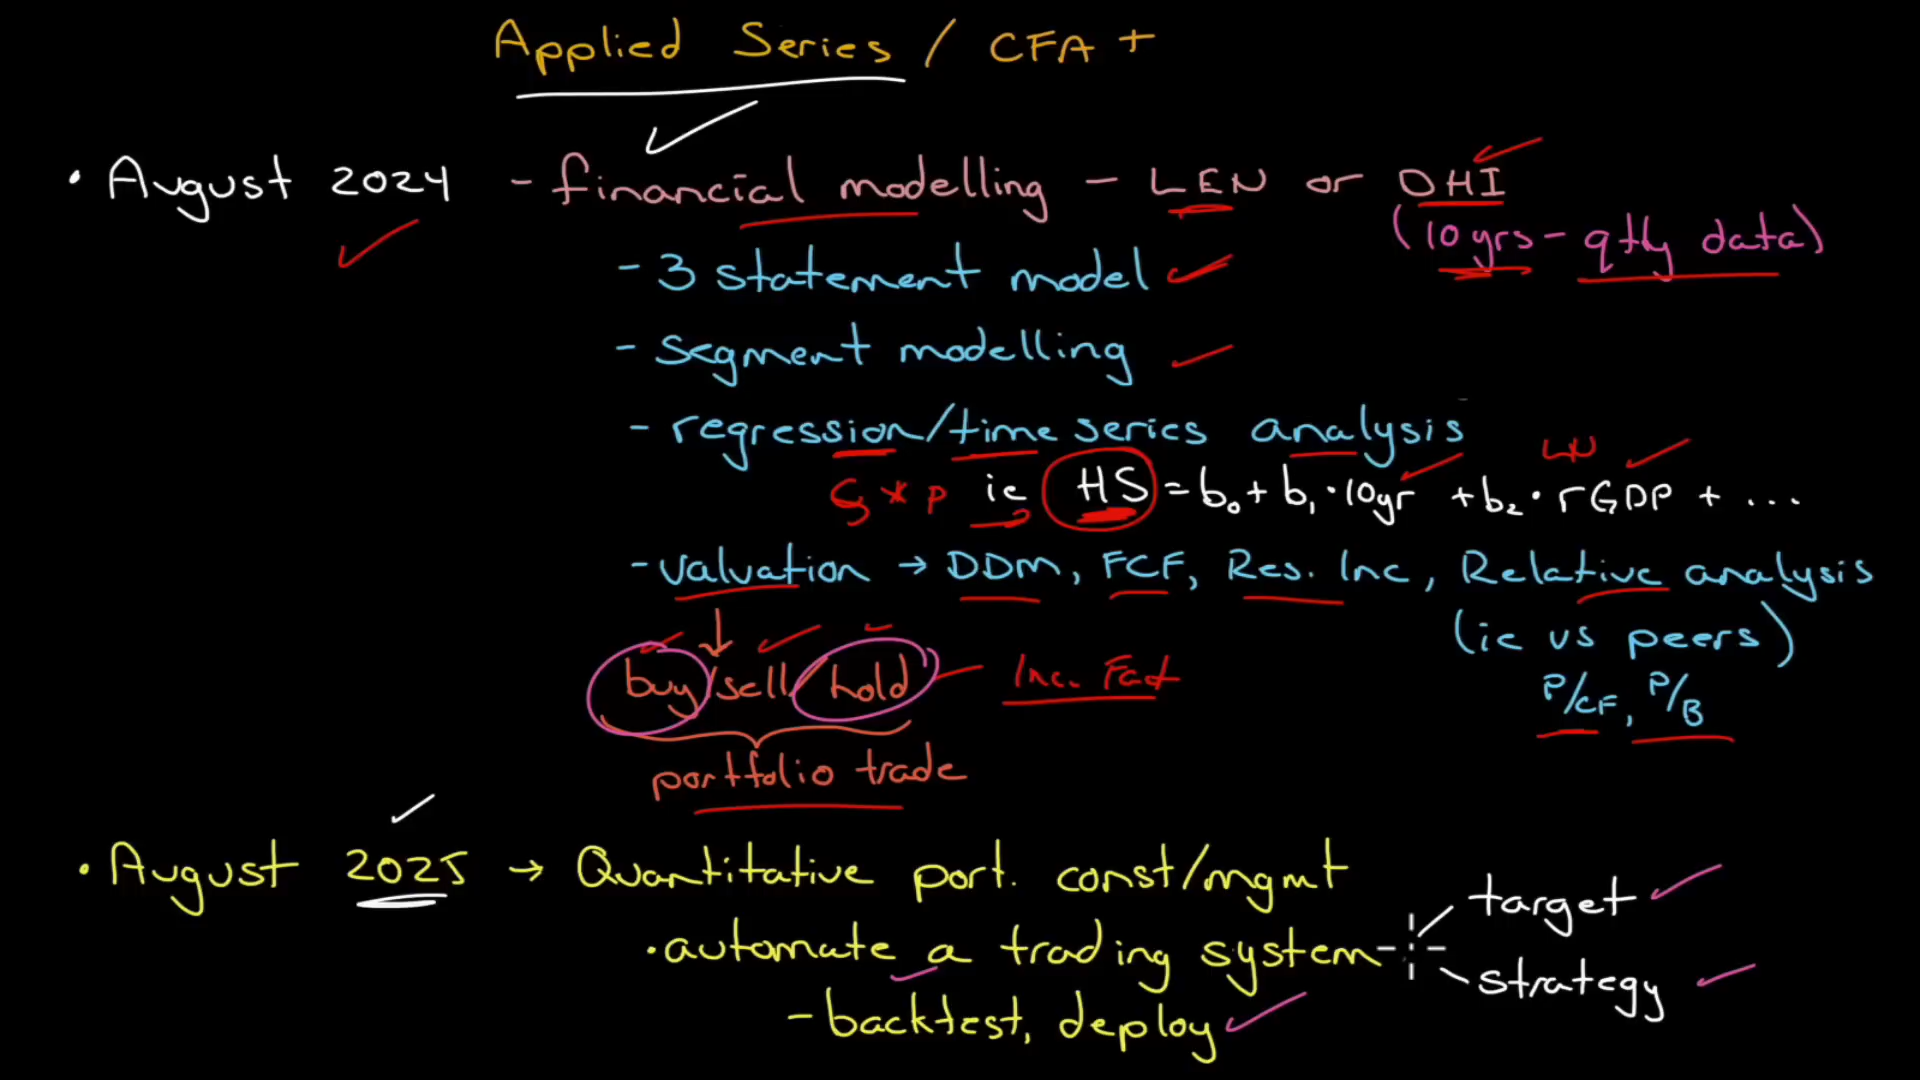 Applied Series / CFA +
• August 2024 - financial modelling - LEN or DHI
(10 yrs - qtly data)
- 3 statement model
- segment modelling
- regression/time series analysis
LN
Q * P ie HS = b₀ + b₁ · 10yr + b₂ · rGDP + ...
- valuation → DDM, FCF, Res. Inc, Relative analysis
(ie vs peers)
buy/sell/hold Inc.
P/CF, P/B
portfolio trade
• August 2025 → Quantitative port. const/mgmt
target
• automate a trading system
strategy
- backtest, deploy